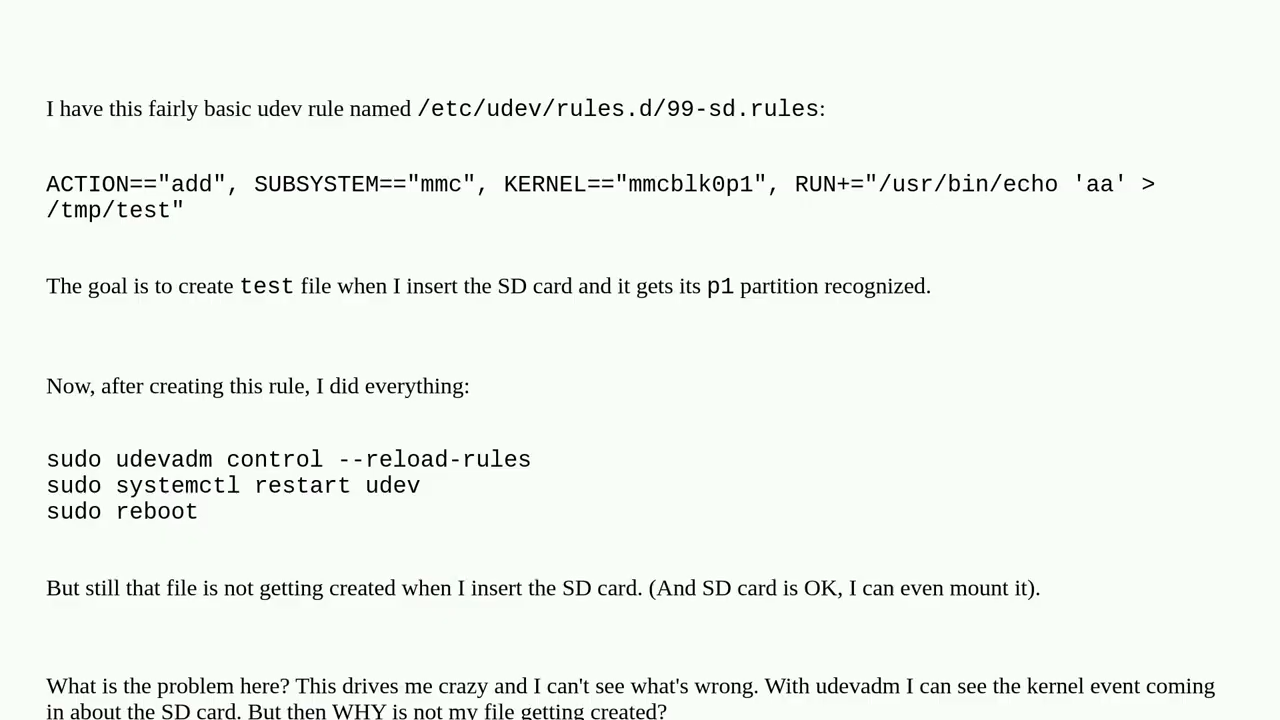 I have this fairly basic udev rule named /etc/udev/rules.d/99-sd.rules:
ACTION=="add", SUBSYSTEM=="mmc", KERNEL=="mmcblk0p1", RUN+="/usr/bin/echo 'aa' >
/tmp/test"
The goal is to create test file when I insert the SD card and it gets its p1 partition recognized.
Now, after creating this rule, I did everything:
sudo udevadm control --reload-rules
sudo systemctl restart udev
sudo reboot
But still that file is not getting created when I insert the SD card. (And SD card is OK, I can even mount it).
What is the problem here? This drives me crazy and I can't see what's wrong. With udevadm I can see the kernel event coming
in about the SD card. But then WHY is not my file getting created?